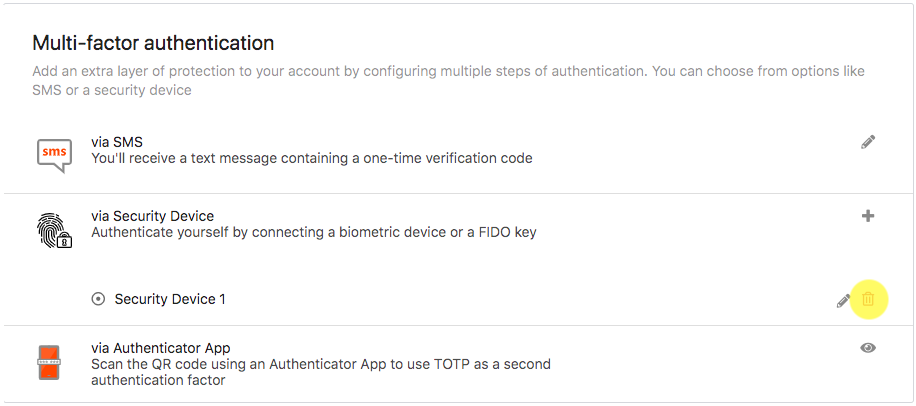 Multi-factor authentication
Add an extra layer of protection to your account by configuring multiple steps of authentication. You can choose from options like
SMS or a security device
sms
via SMS
You'll receive a text message containing a one-time verification code
via Security Device
Authenticate yourself by connecting a biometric device or a FIDO key
Security Device 1
via Authenticator App
Scan the QR code using an Authenticator App to use TOTP as a second
authentication factor